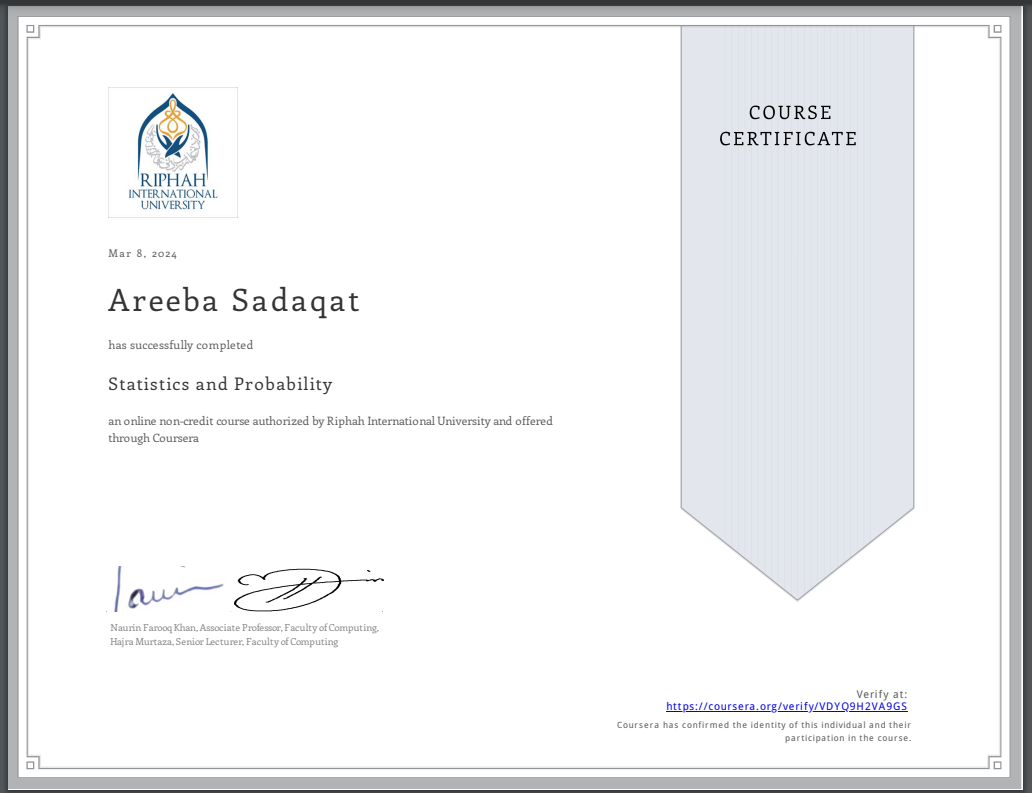 RIPHAH
INTERNATIONAL
UNIVERSITY
COURSE
CERTIFICATE
Mar 8, 2024
Areeba Sadaqat
has successfully completed
Statistics and Probability
an online non-credit course authorized by Riphah International University and offered
through Coursera
Naurin Farooq Khan, Associate Professor, Faculty of Computing,
Hajra Murtaza, Senior Lecturer, Faculty of Computing
Verify at:
https://coursera.org/verify/VDYQ9H2VA9GS
Coursera has confirmed the identity of this individual and their
participation in the course.